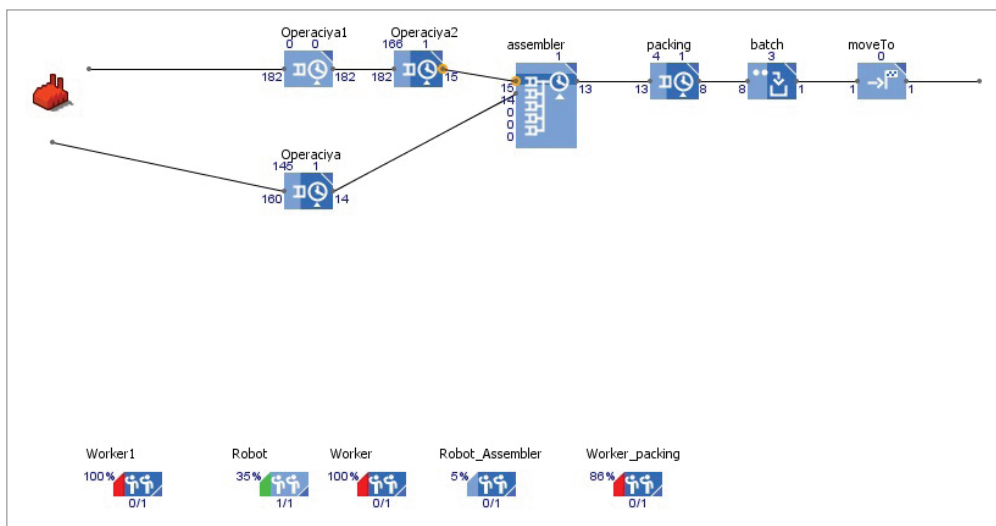 Operaciya1
0 0
182 182
Operaciya2
166 1
182 15
assembler
1
15
14
0
0
0
13
packing
4 1
13 8
batch
3
8 1
moveTo
0
1 1
Operaciya
145 1
160 14
Worker1
100%
0/1
Robot
35%
1/1
Worker
100%
0/1
Robot_Assembler
5%
0/1
Worker_packing
86%
0/1